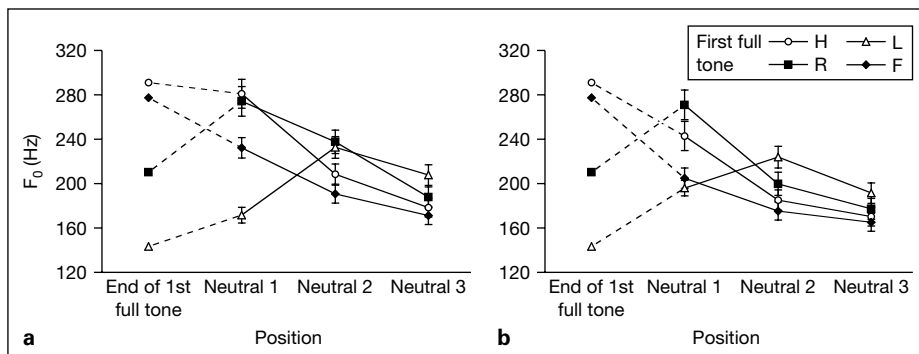 320
280
240
200
160
120
F0 (Hz)
End of 1st full tone
Neutral 1
Neutral 2
Neutral 3
Position
a
320
280
240
200
160
120
End of 1st full tone
Neutral 1
Neutral 2
Neutral 3
Position
b
First full tone
H
L
R
F